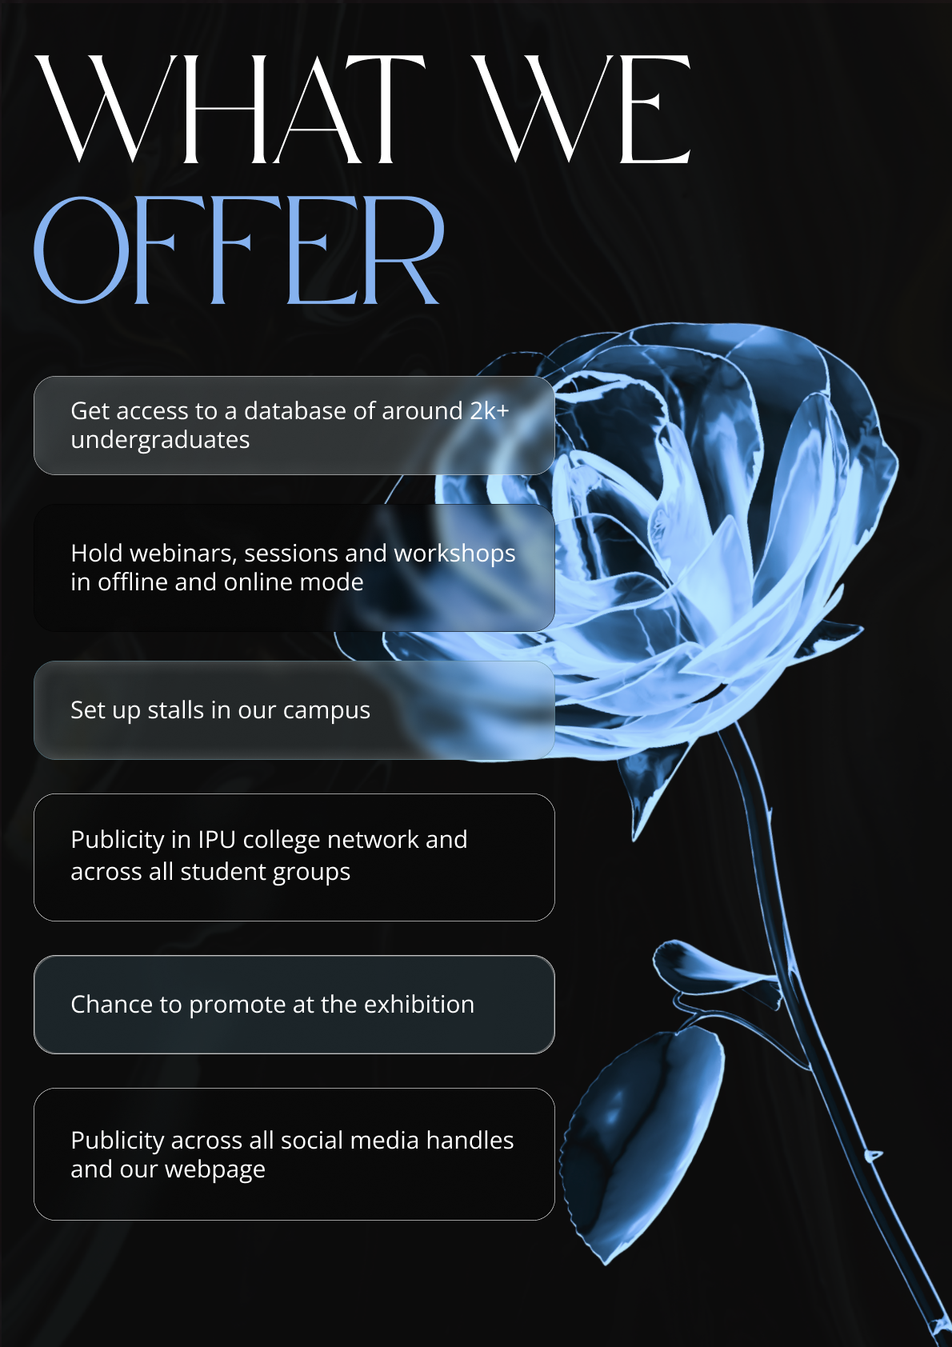 WHAT WE
OFFER
Get access to a database of around 2k+
undergraduates
Hold webinars, sessions and workshops
in offline and online mode
Set up stalls in our campus
Publicity in IPU college network and
across all student groups
Chance to promote at the exhibition
Publicity across all social media handles
and our webpage